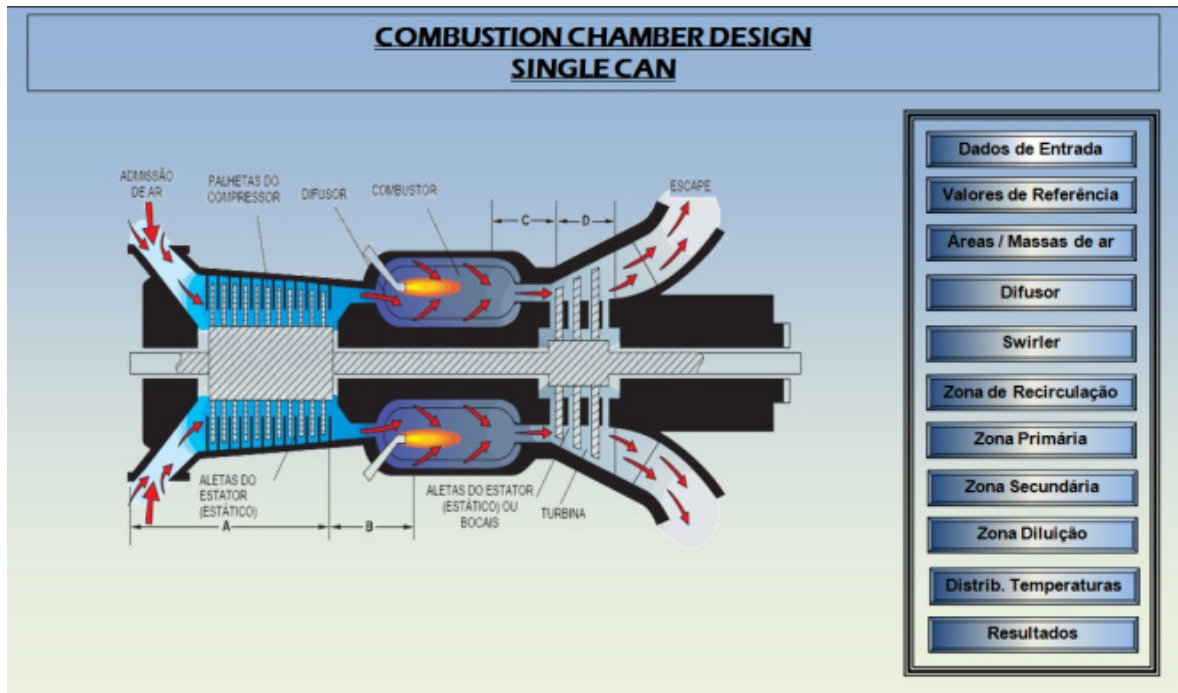 COMBUSTION CHAMBER DESIGN
SINGLE CAN
ADMISSÃO
DE AR
PALHETAS DO
COMPRESSOR
DIFUSOR
COMBUSTOR
ESCAPE
C
D
ALETAS DO
ESTATOR
(ESTÁTICO)
ALETAS DO ESTATOR
(ESTÁTICO) OU
BOCAIS
TURBINA
A
B
Dados de Entrada
Valores de Referência
Áreas / Massas de ar
Difusor
Swirler
Zona de Recirculação
Zona Primária
Zona Secundária
Zona Diluição
Distrib. Temperaturas
Resultados